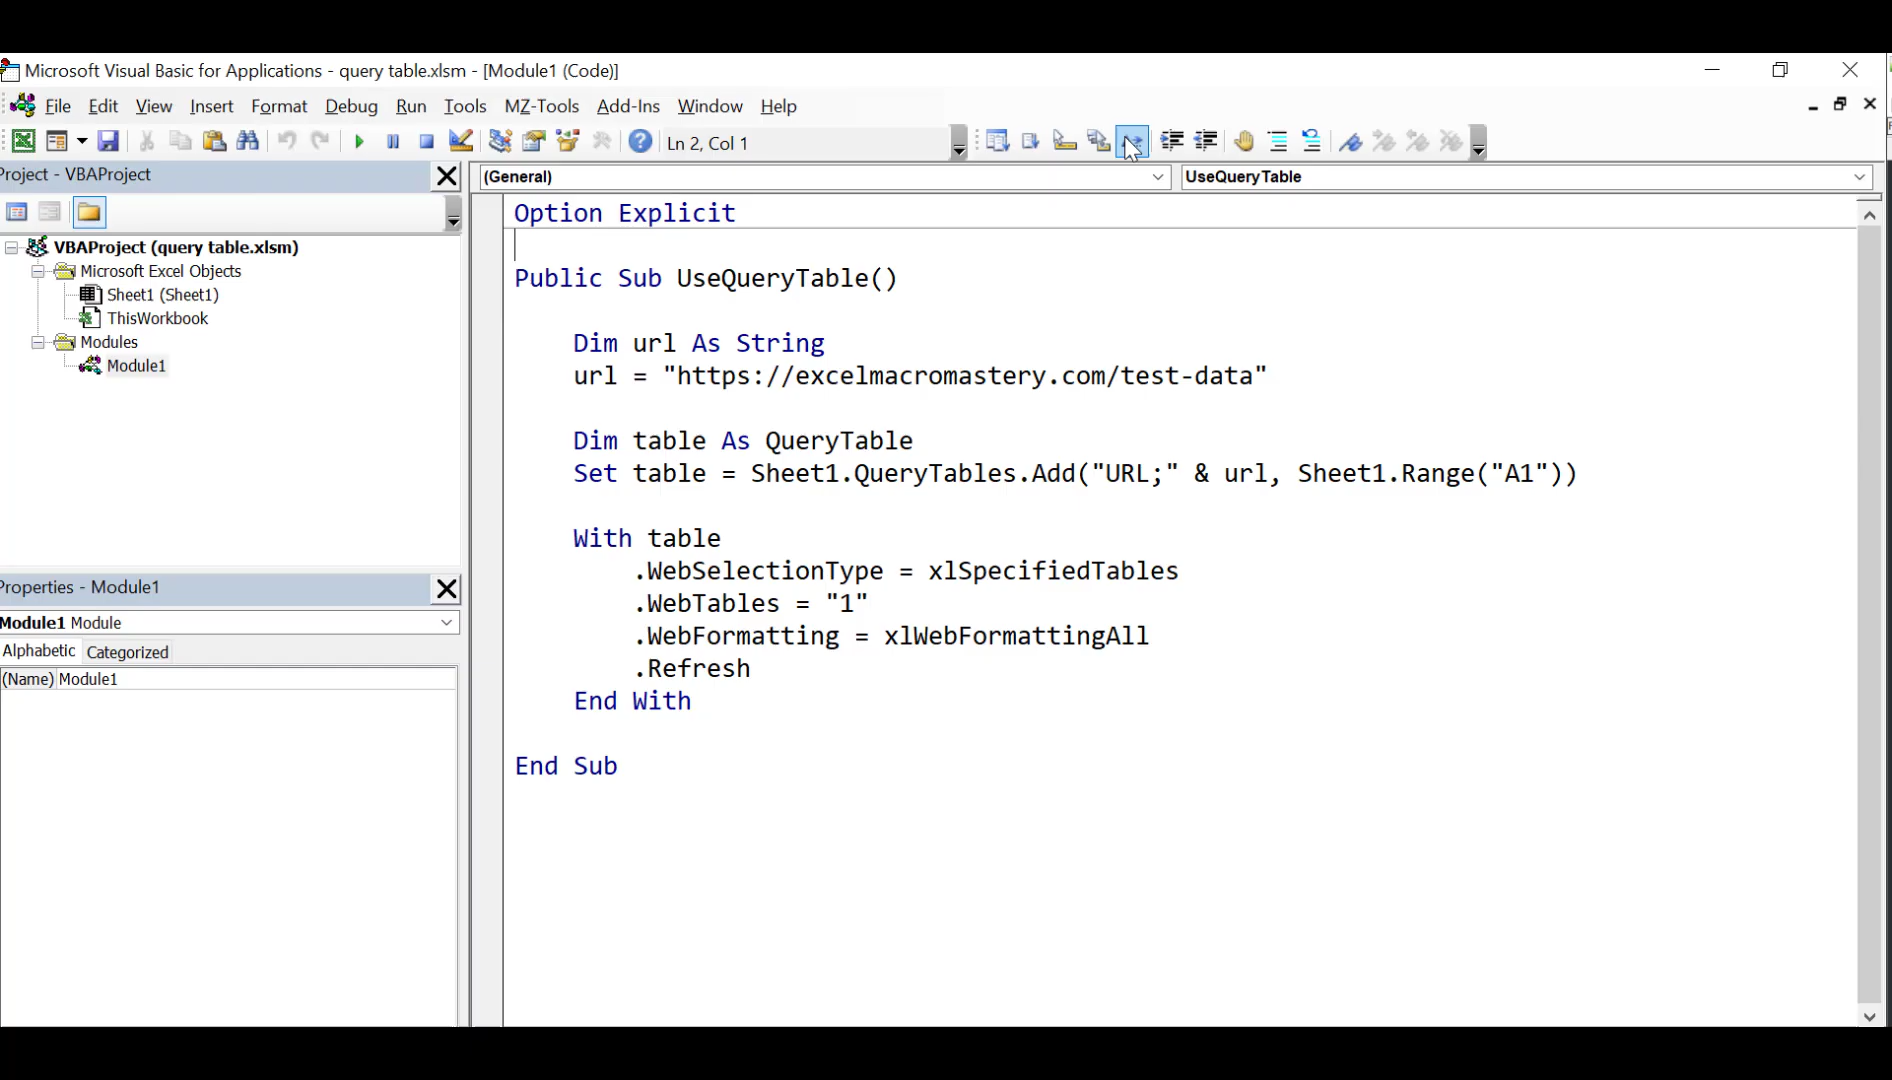 Microsoft Visual Basic for Applications - query table.xlsm - [Module1 (Code)]
File Edit View Insert Format Debug Run Tools MZ-Tools Add-Ins Window Help
Ln 2, Col 1
Project - VBAProject
(General)
UseQueryTable
VBAProject (query table.xlsm)
Microsoft Excel Objects
Sheet1 (Sheet1)
ThisWorkbook
Modules
Module1
Properties - Module1
Module1 Module
Alphabetic Categorized
(Name) Module1
Option Explicit
Public Sub UseQueryTable()
Dim url As String
url = "https://excelmacromastery.com/test-data"
Dim table As QueryTable
Set table = Sheet1.QueryTables.Add("URL;" & url, Sheet1.Range("A1"))
With table
.WebSelectionType = xlSpecifiedTables
.WebTables = "1"
.WebFormatting = xlWebFormattingAll
.Refresh
End With
End Sub